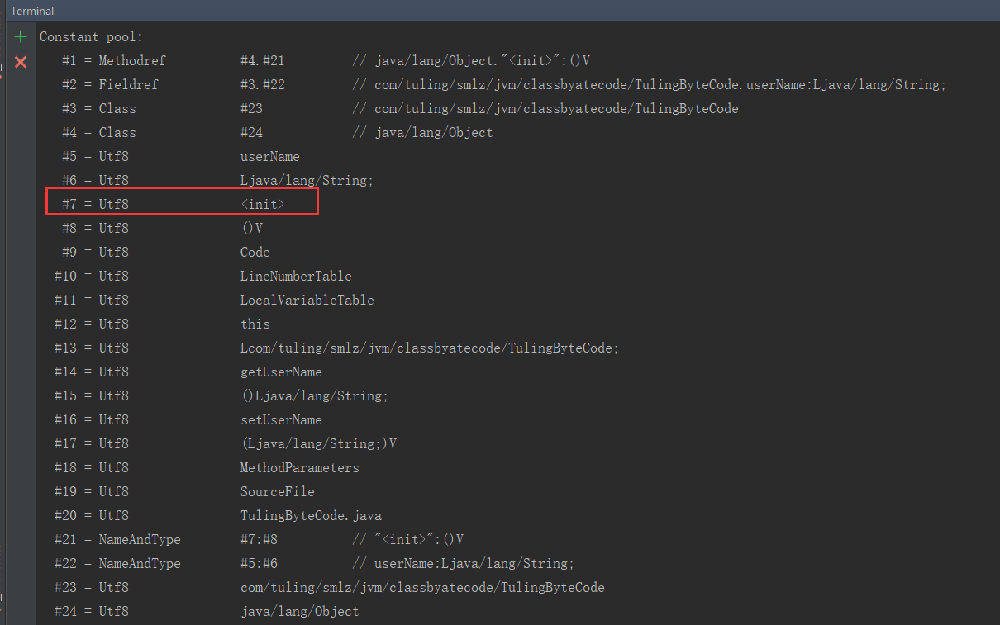 Terminal
Constant pool:
#1 = Methodref #4.#21 // java/lang/Object."<init>":()V
#2 = Fieldref #3.#22 // com/tuling/smlz/jvm/classbyatecode/TulingByteCode.userName:Ljava/lang/String;
#3 = Class #23 // com/tuling/smlz/jvm/classbyatecode/TulingByteCode
#4 = Class #24 // java/lang/Object
#5 = Utf8 userName
#6 = Utf8 Ljava/lang/String;
#7 = Utf8 <init>
#8 = Utf8 ()V
#9 = Utf8 Code
#10 = Utf8 LineNumberTable
#11 = Utf8 LocalVariableTable
#12 = Utf8 this
#13 = Utf8 Lcom/tuling/smlz/jvm/classbyatecode/TulingByteCode;
#14 = Utf8 getUserName
#15 = Utf8 ()Ljava/lang/String;
#16 = Utf8 setUserName
#17 = Utf8 (Ljava/lang/String;)V
#18 = Utf8 MethodParameters
#19 = Utf8 SourceFile
#20 = Utf8 TulingByteCode.java
#21 = NameAndType #7:#8 // "<init>":()V
#22 = NameAndType #5:#6 // userName:Ljava/lang/String;
#23 = Utf8 com/tuling/smlz/jvm/classbyatecode/TulingByteCode
#24 = Utf8 java/lang/Object